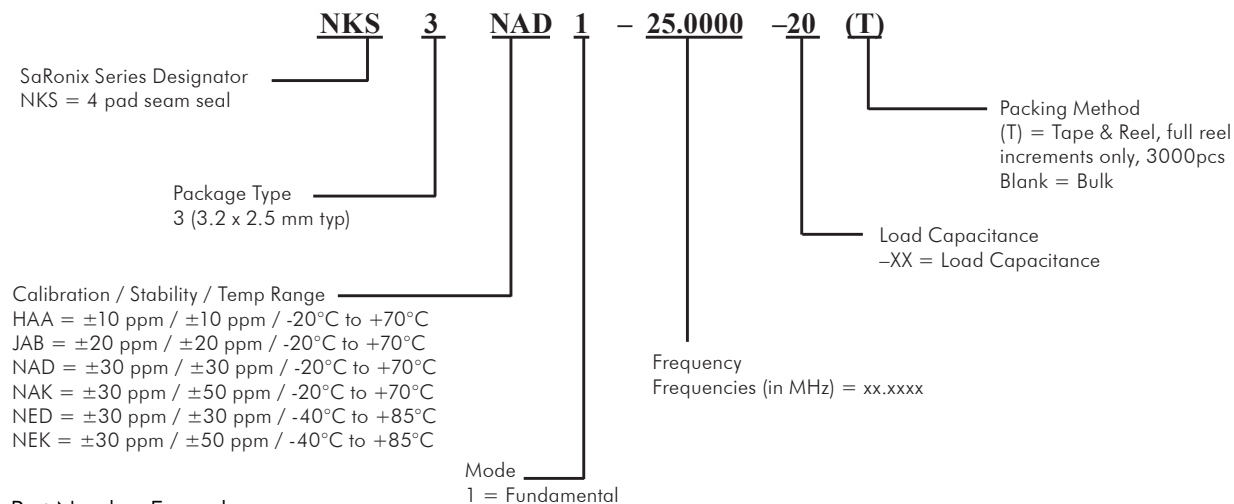 NKS 3 NAD 1 – 25.0000 –20 (T)
SaRonix Series Designator
NKS = 4 pad seam seal
Packing Method
(T) = Tape & Reel, full reel
increments only, 3000pcs
Blank = Bulk
Package Type
3 (3.2 x 2.5 mm typ)
Load Capacitance
–XX = Load Capacitance
Calibration / Stability / Temp Range
HAA = ±10 ppm / ±10 ppm / -20°C to +70°C
JAB = ±20 ppm / ±20 ppm / -20°C to +70°C
NAD = ±30 ppm / ±30 ppm / -20°C to +70°C
NAK = ±30 ppm / ±50 ppm / -20°C to +70°C
NED = ±30 ppm / ±30 ppm / -40°C to +85°C
NEK = ±30 ppm / ±50 ppm / -40°C to +85°C
Frequency
Frequencies (in MHz) = xx.xxxx
Mode
1 = Fundamental